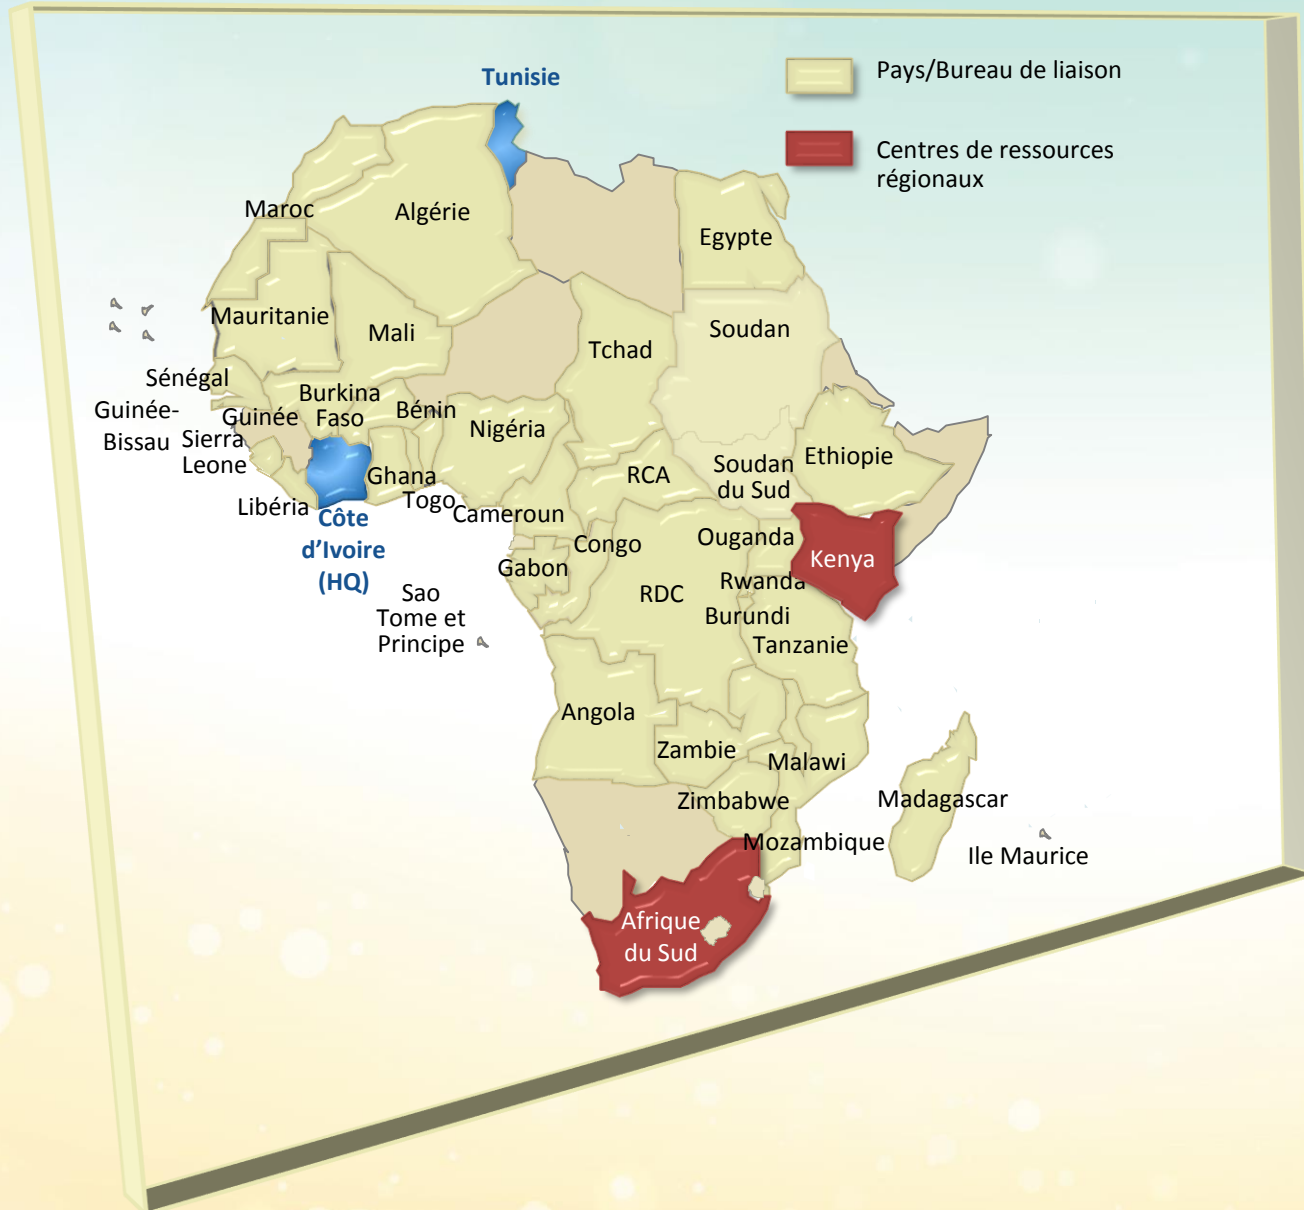 Tunisie
Pays/Bureau de liaison
Centres de ressources
régionaux
Maroc
Algérie
Egypte
Mauritanie
Mali
Tchad
Soudan
Sénégal
Guinée-
Bissau
Guinée
Burkina
Faso
Bénin
Nigéria
Sierra
Leone
Ghana
Togo
Cameroun
RCA
Soudan
du Sud
Ethiopie
Libéria
Côte
d’Ivoire
(HQ)
Congo
Gabon
Ouganda
Kenya
Rwanda
RDC
Burundi
Tanzanie
Sao
Tome et
Principe
Angola
Zambie
Malawi
Zimbabwe
Madagascar
Mozambique
Ile Maurice
Afrique
du Sud